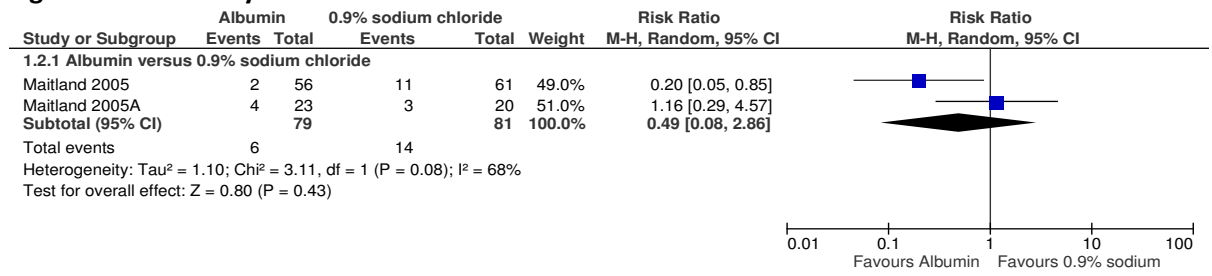 Albumin 0.9% sodium chloride Risk Ratio Risk Ratio
Study or Subgroup Events Total Events Total Weight M-H, Random, 95% CI M-H, Random, 95% CI
1.2.1 Albumin versus 0.9% sodium chloride
Maitland 2005 2 56 11 61 49.0% 0.20 [0.05, 0.85]
Maitland 2005A 4 23 3 20 51.0% 1.16 [0.29, 4.57]
Subtotal (95% CI) 79 81 100.0% 0.49 [0.08, 2.86]
Total events 6 14
Heterogeneity: Tau² = 1.10; Chi² = 3.11, df = 1 (P = 0.08); I² = 68%
Test for overall effect: Z = 0.80 (P = 0.43)
0.01 0.1 1 10 100
Favours Albumin Favours 0.9% sodium